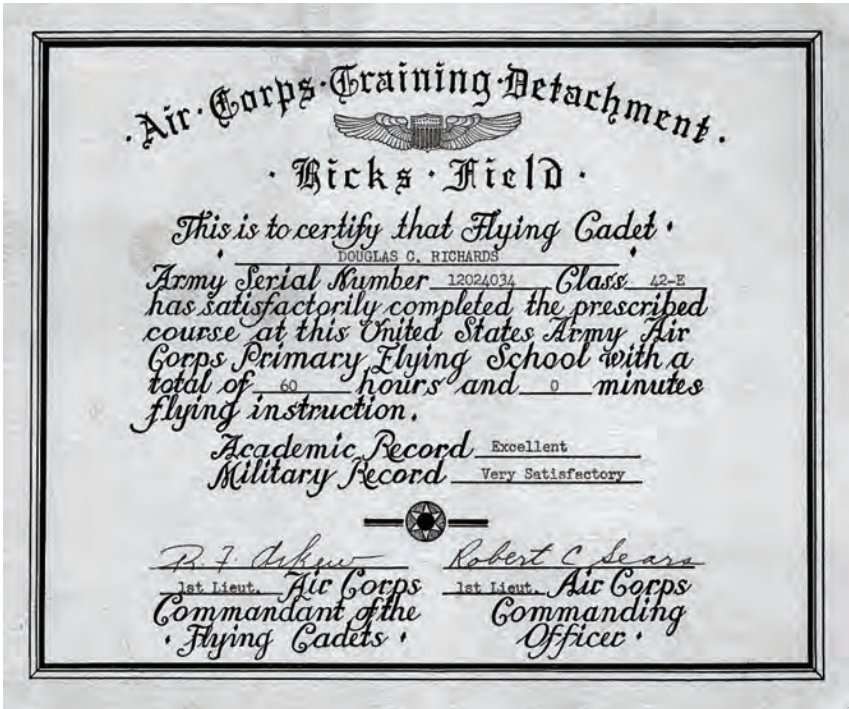 · Air · Corps · Training · Detachment ·
· Hicks · Field ·
This is to certify that Flying Cadet
DOUGLAS C. RICHARDS
Army Serial Number 12024034 Class 42-E
has satisfactorily completed the prescribed
course at this United States Army Air
Corps Primary Flying School with a
total of 60 hours and 0 minutes
flying instruction.
Academic Record Excellent
Military Record Very Satisfactory
R. F. Askew
Robert C Sears
1st Lieut. Air Corps
Commandant of the
· Flying Cadets ·
1st Lieut. Air Corps
Commanding
Officer ·